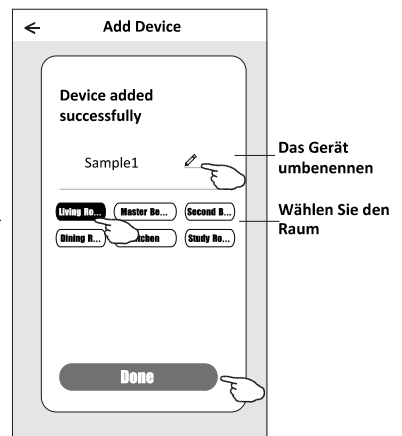 Add Device
Device added
successfully
Sample1
Das Gerät
umbenennen
Living Ro... Master Be... Second B...
Wählen Sie den
Raum
Dining R... Study Ro...
Done